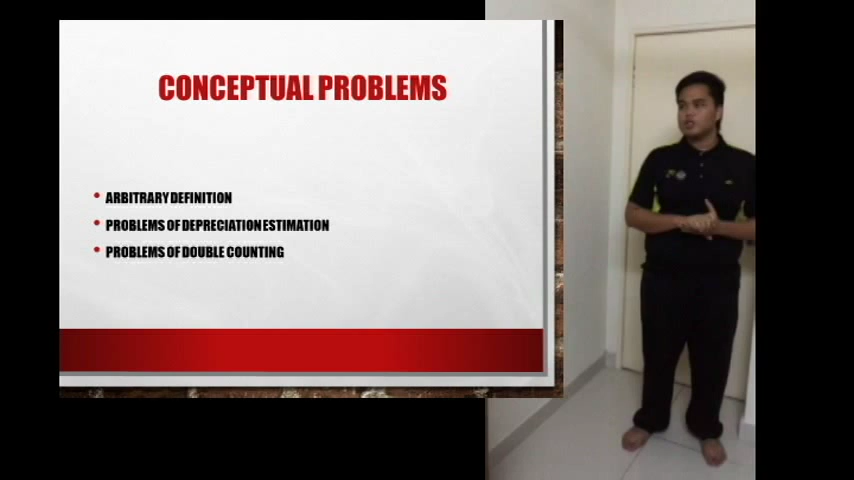 CONCEPTUAL PROBLEMS
• ARBITRARY DEFINITION
• PROBLEMS OF DEPRECIATION ESTIMATION
• PROBLEMS OF DOUBLE COUNTING